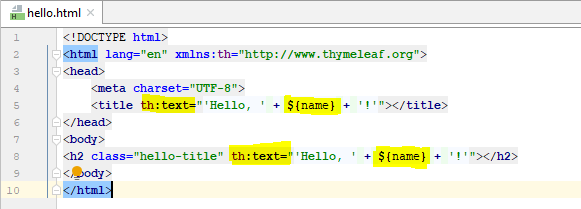 hello.html
1 <!DOCTYPE html>
2 <html lang="en" xmlns:th="http://www.thymeleaf.org">
3 <head>
4 <meta charset="UTF-8">
5 <title th:text="'Hello, ' + ${name} + '!'"></title>
6 </head>
7 <body>
8 <h2 class="hello-title" th:text="'Hello, ' + ${name} + '!'"></h2>
9 </body>
10 </html>